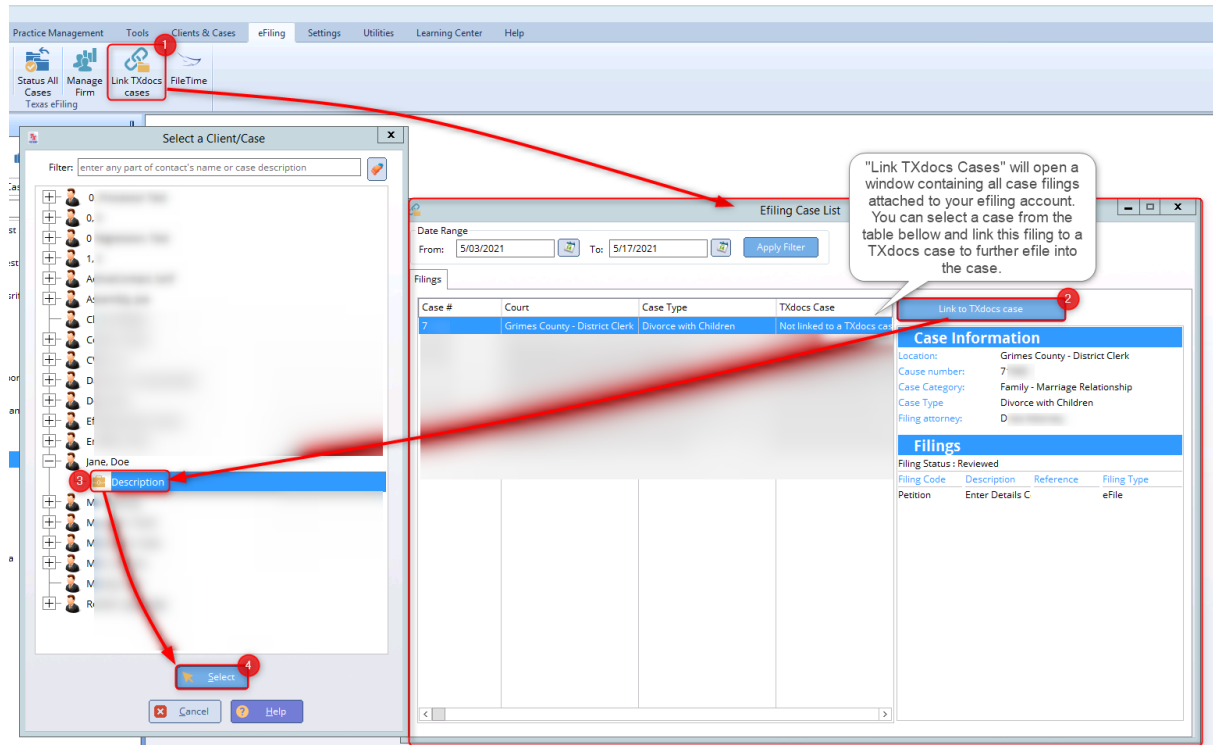 Practice Management Tools Clients & Cases eFiling Settings Utilities Learning Center Help
1
Status All Cases
Manage Firm
Link TXdocs cases
FileTime
Texas eFiling
Select a Client/Case
x
Filter: enter any part of contact's name or case description
0
0,
0
1,
Jane, Doe
3 Description
4
Select
Cancel
Help
"Link TXdocs Cases" will open a
window containing all case filings
attached to your efiling account.
You can select a case from the
table bellow and link this filing to a
TXdocs case to further efile into
the case.
Efiling Case List
x
Date Range
From: 5/03/2021 To: 5/17/2021 Apply Filter
Filings
Case # Court Case Type TXdocs Case
7 Grimes County - District Clerk Divorce with Children Not linked to a TXdocs cas
2
Link to TXdocs case
Case Information
Location: Grimes County - District Clerk
Cause number: 7
Case Category: Family - Marriage Relationship
Case Type Divorce with Children
Filing attorney: D
Filings
Filing Status : Reviewed
Filing Code Description Reference Filing Type
Petition Enter Details C eFile